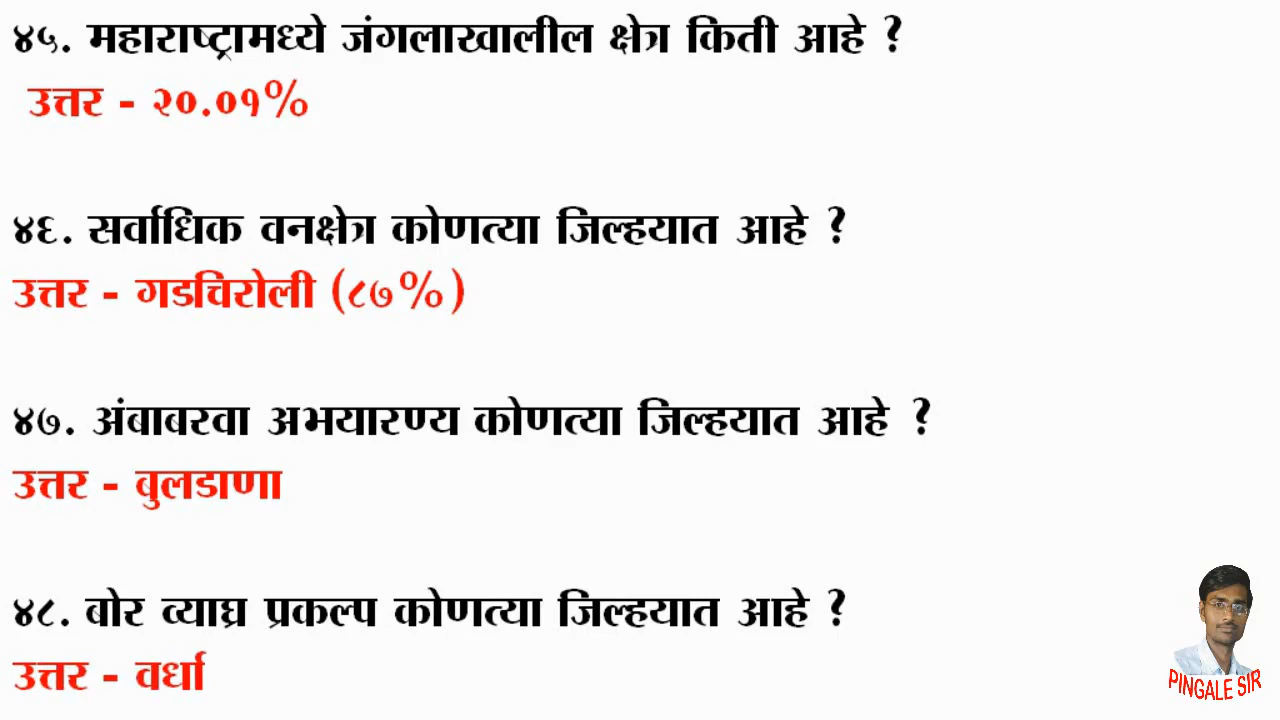 ४५. महाराष्ट्रामध्ये जंगलाखालील क्षेत्र किती आहे ?
उत्तर - २०.०१%
४६. सर्वाधिक वनक्षेत्र कोणत्या जिल्हयात आहे ?
उत्तर - गडचिरोली (८७%)
४७. अंबाबरवा अभयारण्य कोणत्या जिल्हयात आहे ?
उत्तर - बुलडाणा
४८. बोर व्याघ्र प्रकल्प कोणत्या जिल्हयात आहे ?
उत्तर - वर्धा
PINGALE SIR